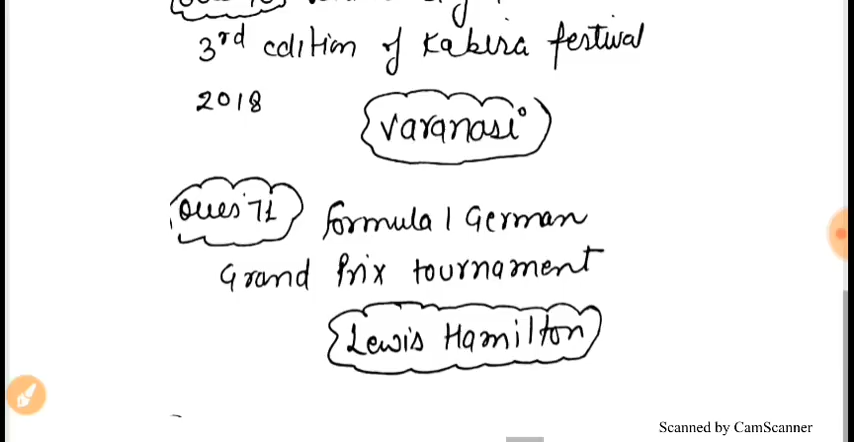 3rd edition of Kabira festival
2018
Varanasi
Ques 71 Formula 1 German
Grand Prix tournament
Lewis Hamilton
Scanned by CamScanner